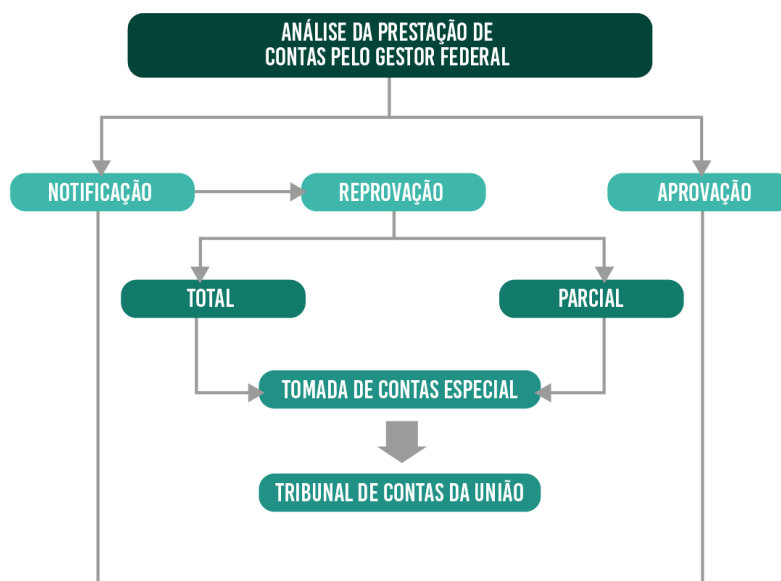 ANÁLISE DA PRESTAÇÃO DE
CONTAS PELO GESTOR FEDERAL
NOTIFICAÇÃO
REPROVAÇÃO
APROVAÇÃO
TOTAL
PARCIAL
TOMADA DE CONTAS ESPECIAL
TRIBUNAL DE CONTAS DA UNIÃO